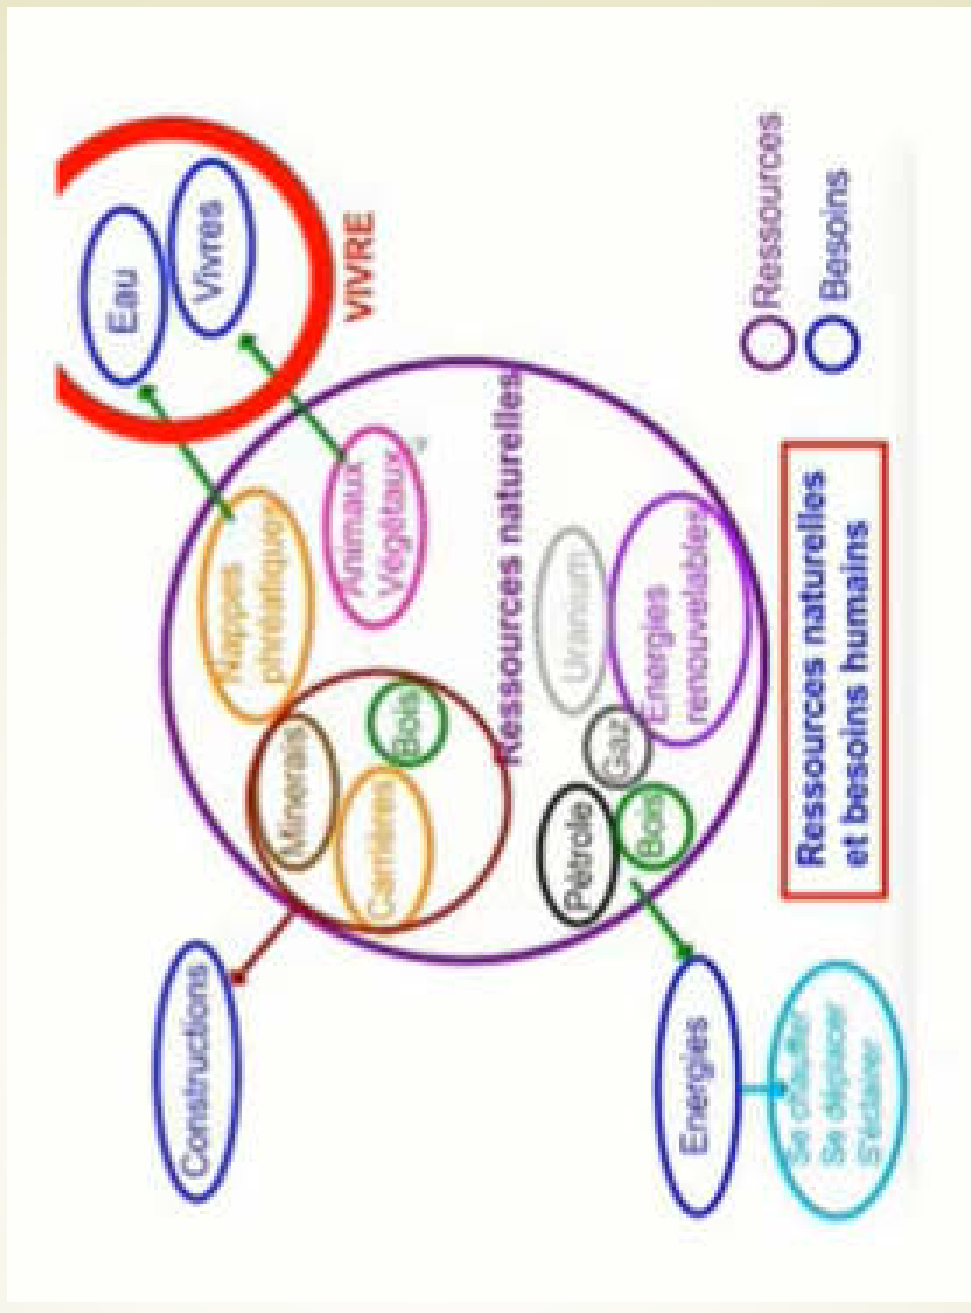 Constructions
Eau
Vivres
VIVRE
Nappes
phréatiques
Animaux
Végétaux
Minerais
Bois
Carrières
Ressources naturelles
Pétrole
Gaz
Uranium
Bois
Energies
renouvelables
Energies
Se chauffer
Se déplacer
S'éclairer
Ressources naturelles
et besoins humains
Ressources
Besoins